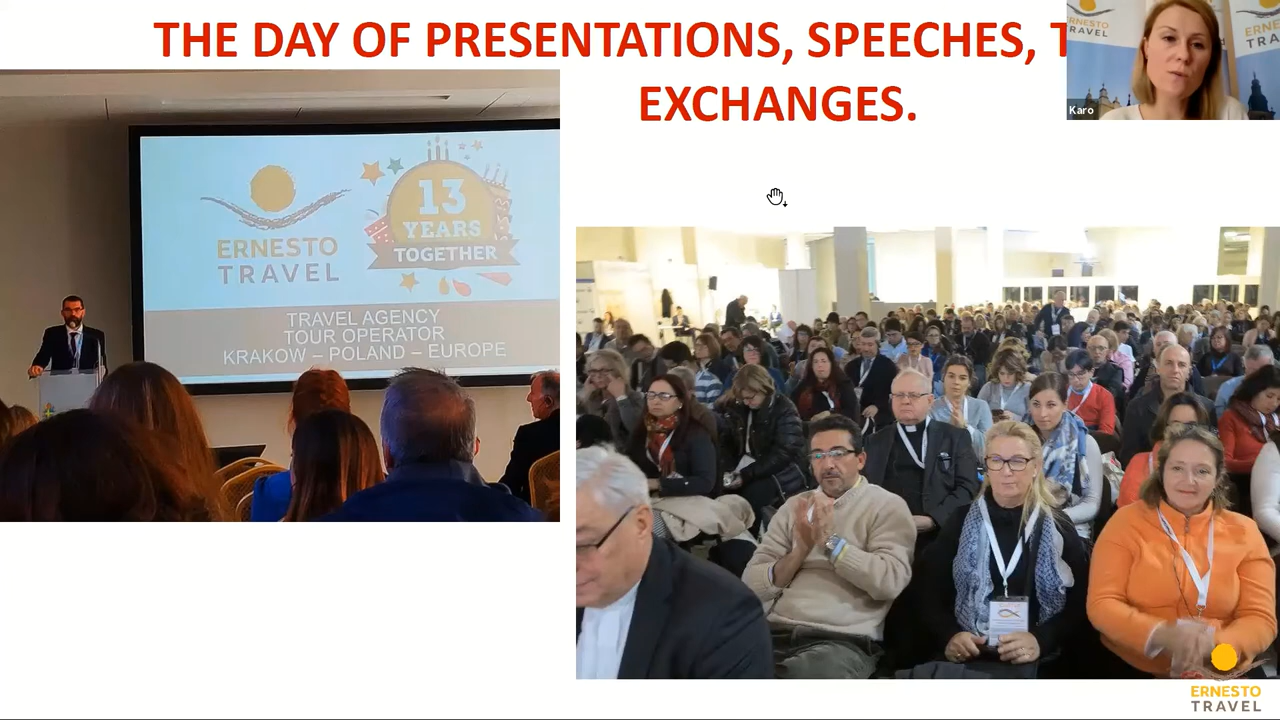 THE DAY OF PRESENTATIONS, SPEECHES, T
EXCHANGES.
ERNESTO
TRAVEL
Karo
13
YEARS
TOGETHER
ERNESTO
TRAVEL
TRAVEL AGENCY
TOUR OPERATOR
KRAKOW – POLAND – EUROPE
ERNESTO
TRAVEL